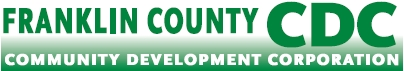 FRANKLIN COUNTY CDC
COMMUNITY DEVELOPMENT CORPORATION